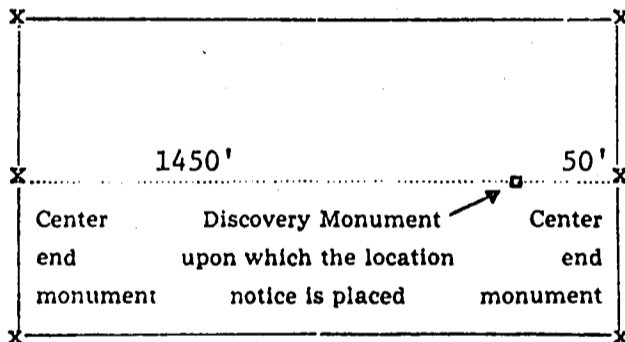 1450' 50'
Center Discovery Monument Center
end upon which the location end
monument notice is placed monument